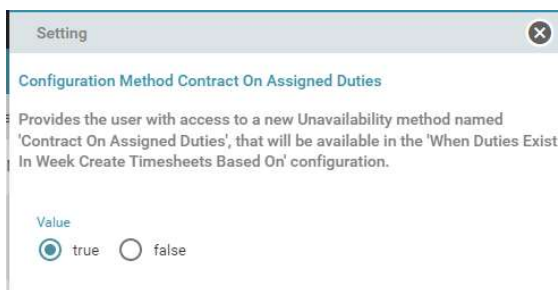 Setting
Configuration Method Contract On Assigned Duties
Provides the user with access to a new Unavailability method named
'Contract On Assigned Duties', that will be available in the 'When Duties Exist
In Week Create Timesheets Based On' configuration.
Value
true false